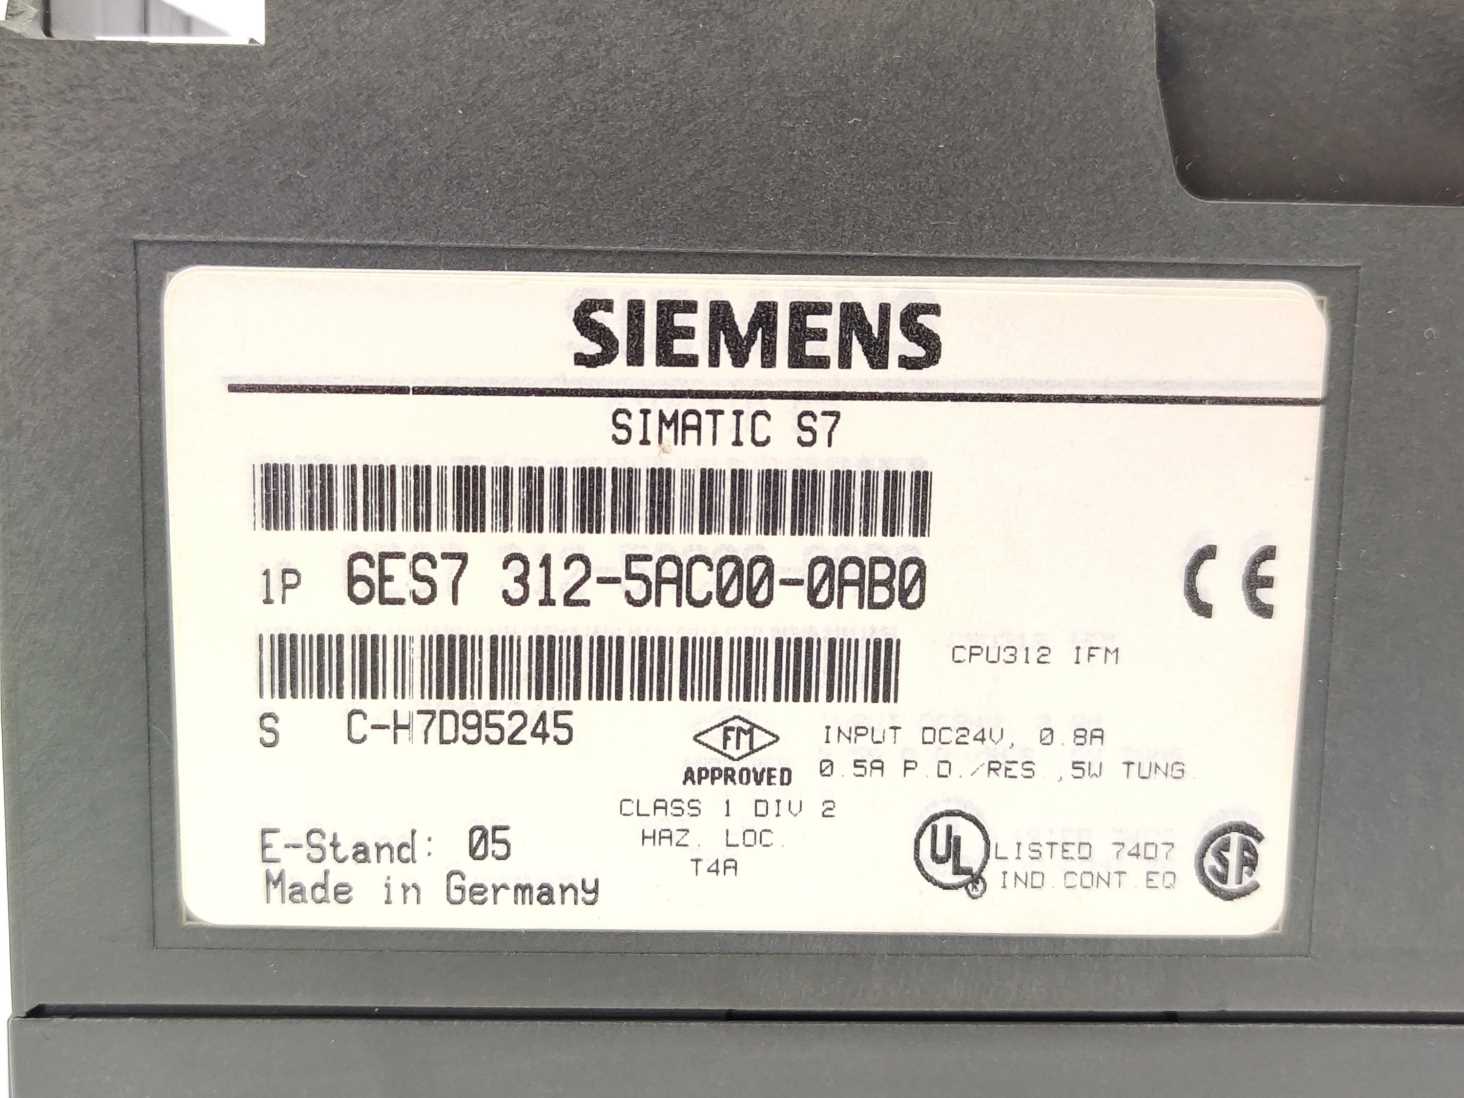 SIEMENS
SIMATIC S7
1P 6ES7 312-5AC00-0AB0
CE
CPU312 IFM
S C-H7D95245
FM
APPROVED
INPUT DC24V, 0.8A
0.5A P.D./RES.,5W TUNG.
CLASS 1 DIV 2
HAZ. LOC.
T4A
E-Stand: 05
Made in Germany
UL
LISTED 74D7
IND.CONT.EQ
SA